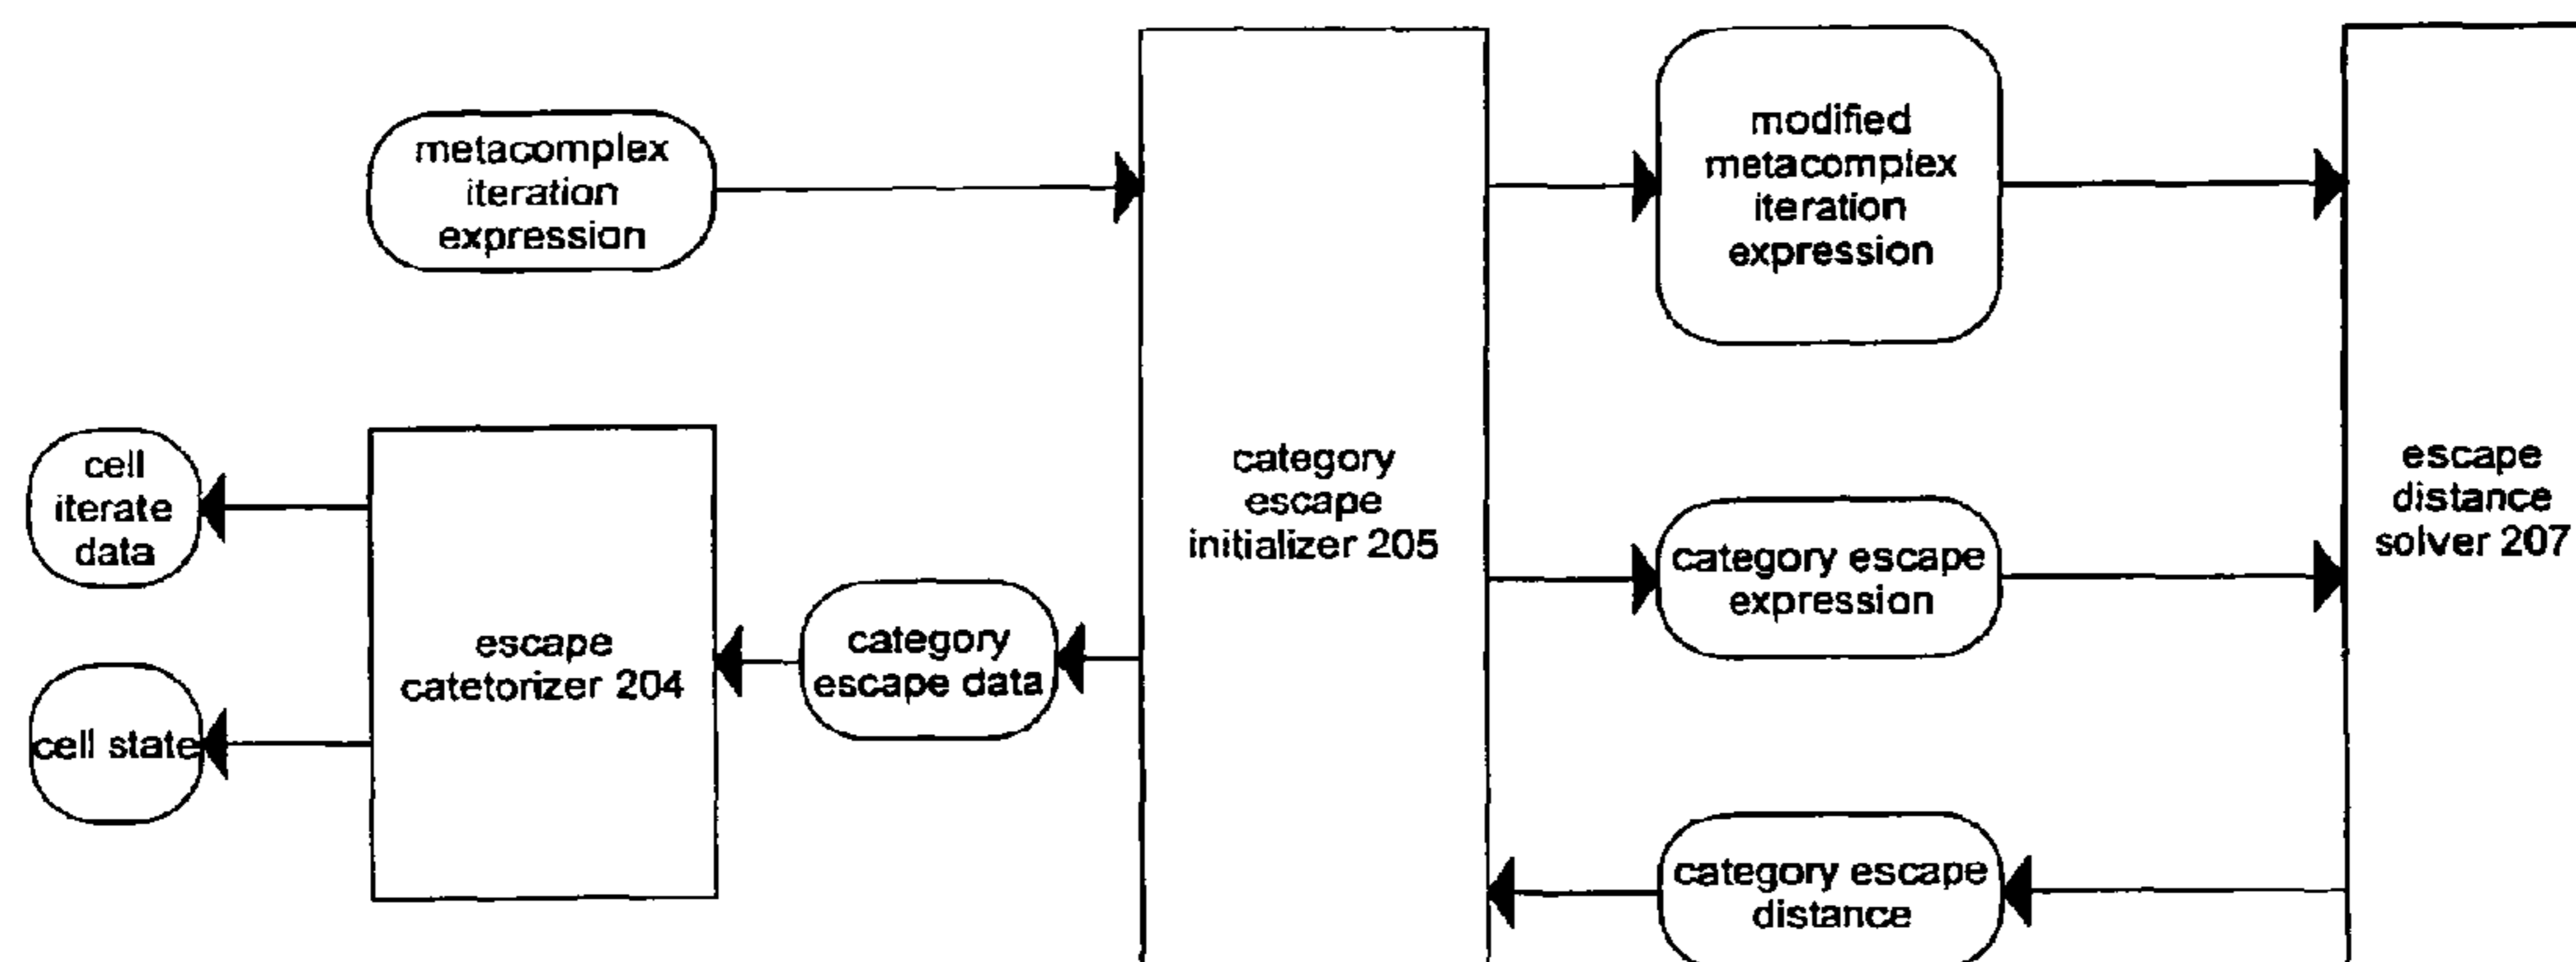 metacomplex
iteration
expression
modified
metacomplex
iteration
expression
cell
iterate
data
category
escape
initializer 205
escape
distance
solver 207
category escape
expression
escape
catetorizer 204
category
escape data
cell state
category escape
distance